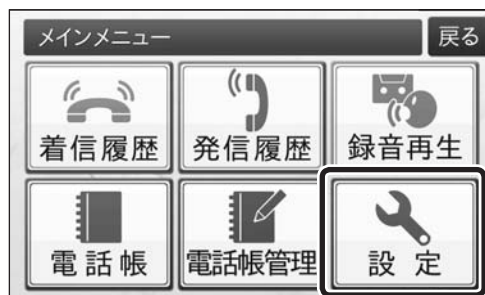 メインメニュー
戻る
着信履歴
発信履歴
録音再生
電話帳
電話帳管理
設定